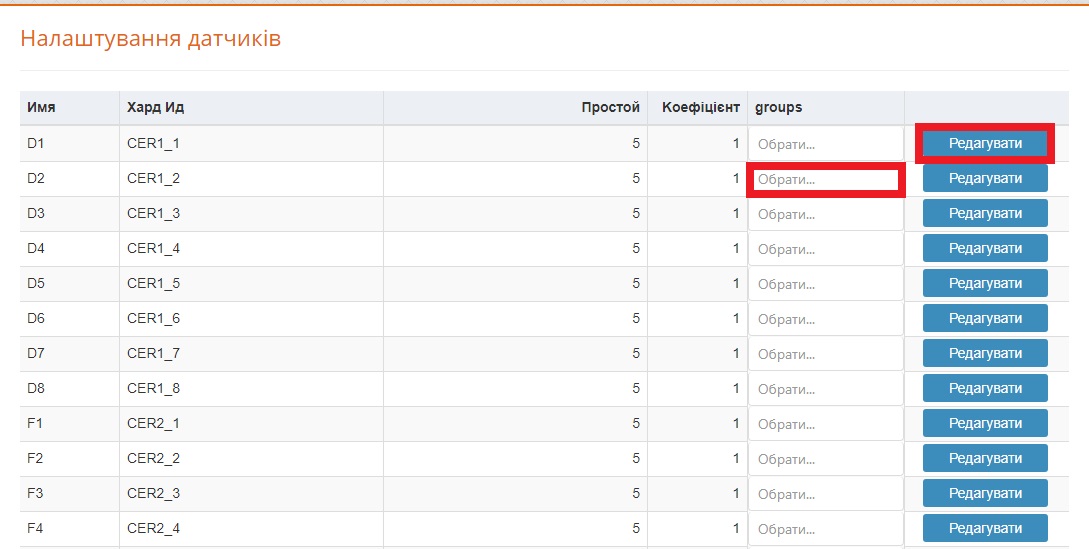 Налаштування датчиків
Имя Хард Ид Простой Коефіцієнт groups
D1 CER1_1 5 1 Обрати... Редагувати
D2 CER1_2 5 1 Обрати... Редагувати
D3 CER1_3 5 1 Обрати... Редагувати
D4 CER1_4 5 1 Обрати... Редагувати
D5 CER1_5 5 1 Обрати... Редагувати
D6 CER1_6 5 1 Обрати... Редагувати
D7 CER1_7 5 1 Обрати... Редагувати
D8 CER1_8 5 1 Обрати... Редагувати
F1 CER2_1 5 1 Обрати... Редагувати
F2 CER2_2 5 1 Обрати... Редагувати
F3 CER2_3 5 1 Обрати... Редагувати
F4 CER2_4 5 1 Обрати... Редагувати